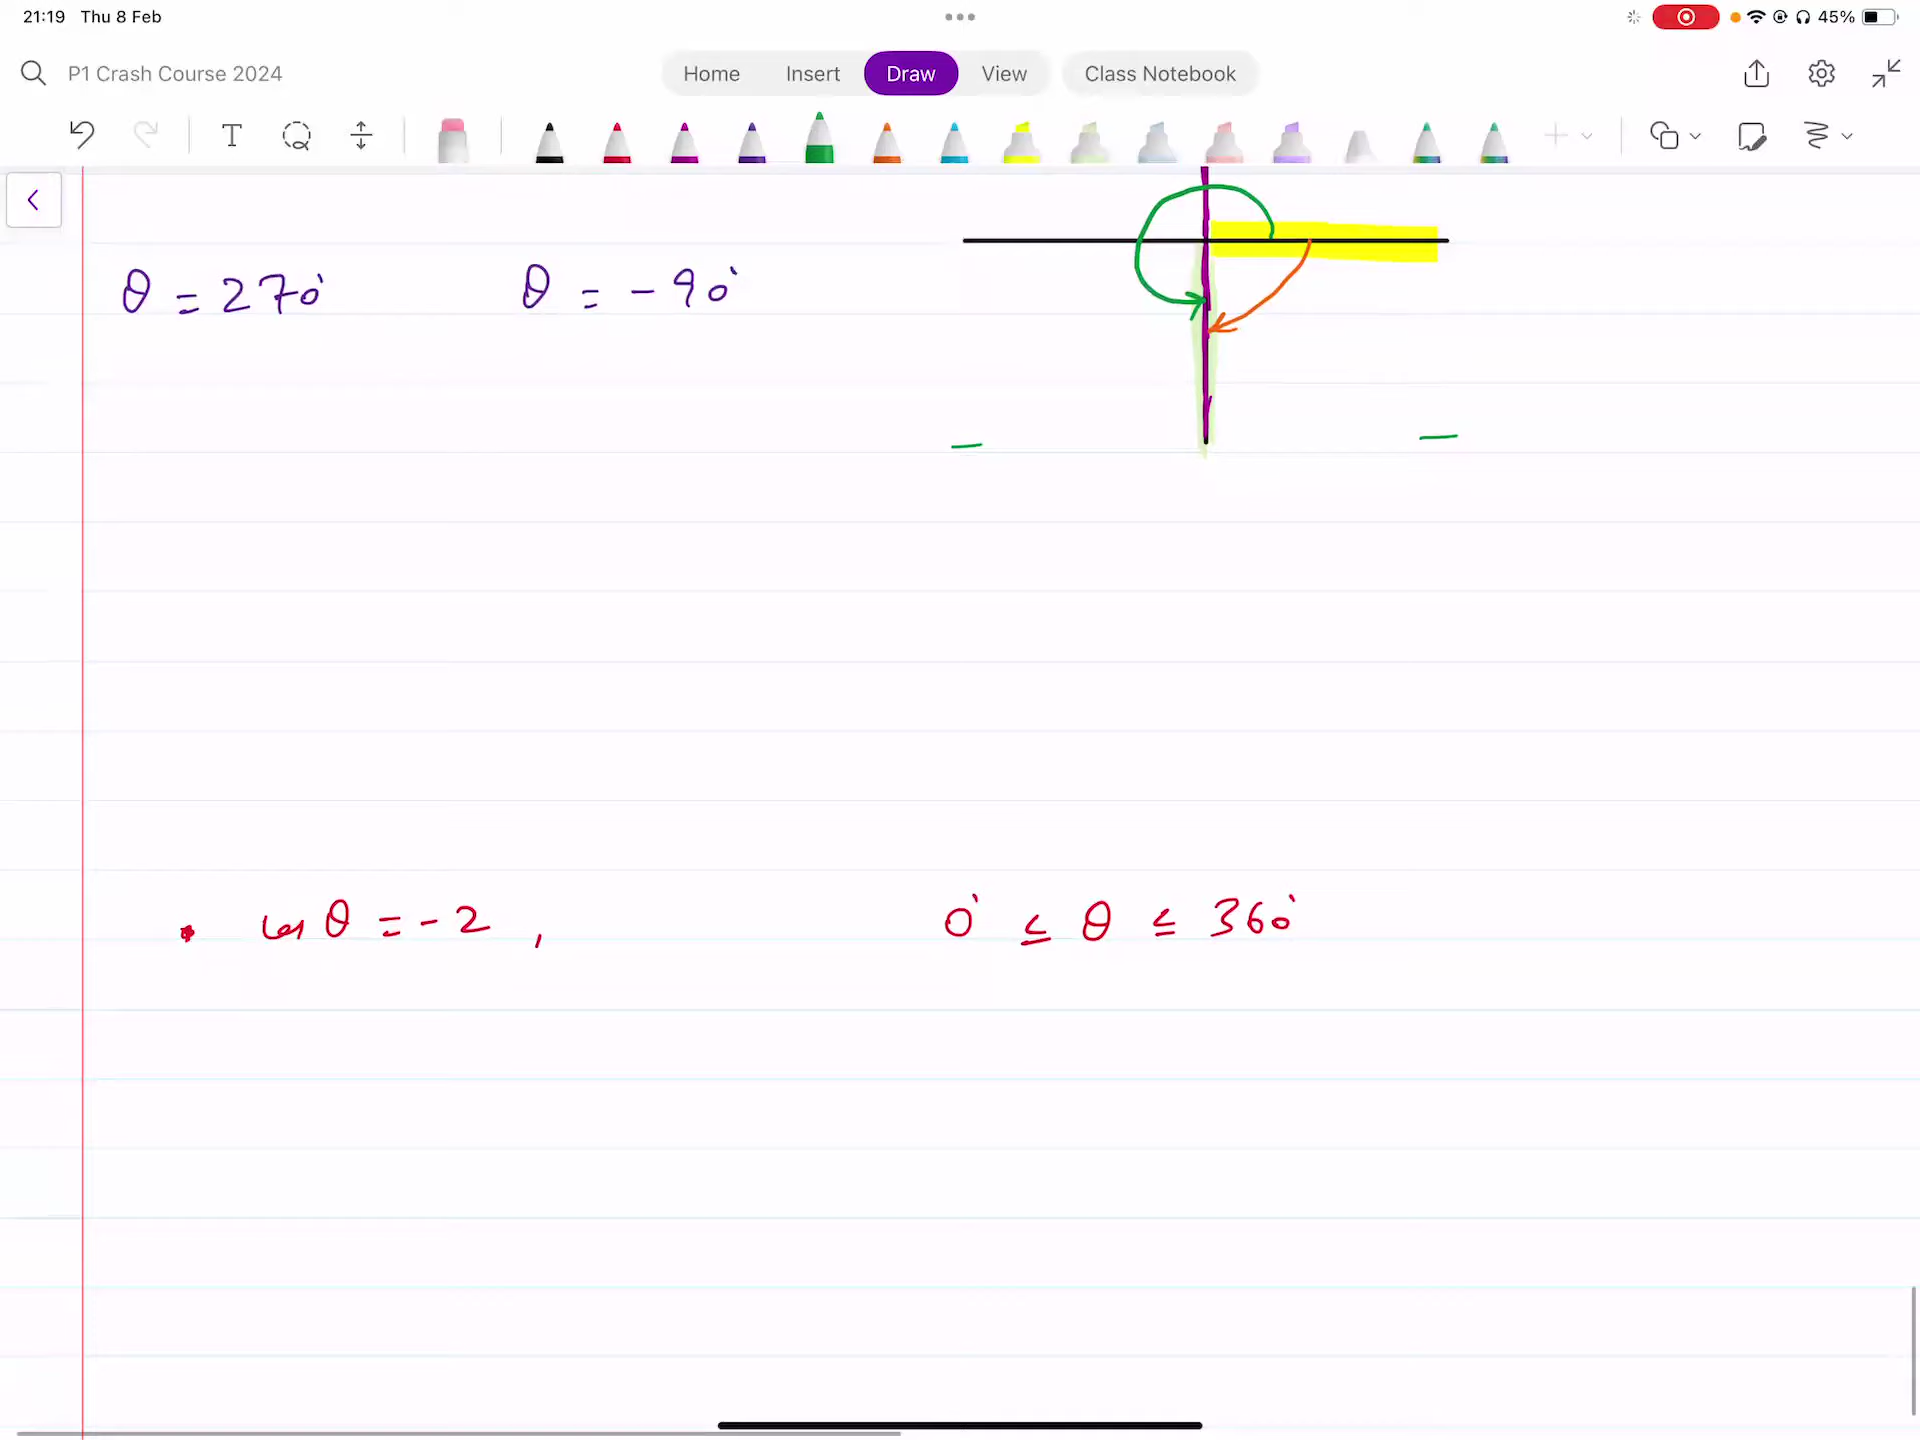 21:19 Thu 8 Feb 45%
P1 Crash Course 2024 Home Insert Draw View Class Notebook
T
θ = 270° θ = -90°
— —
• cos θ = -2 , 0° ≤ θ ≤ 360°